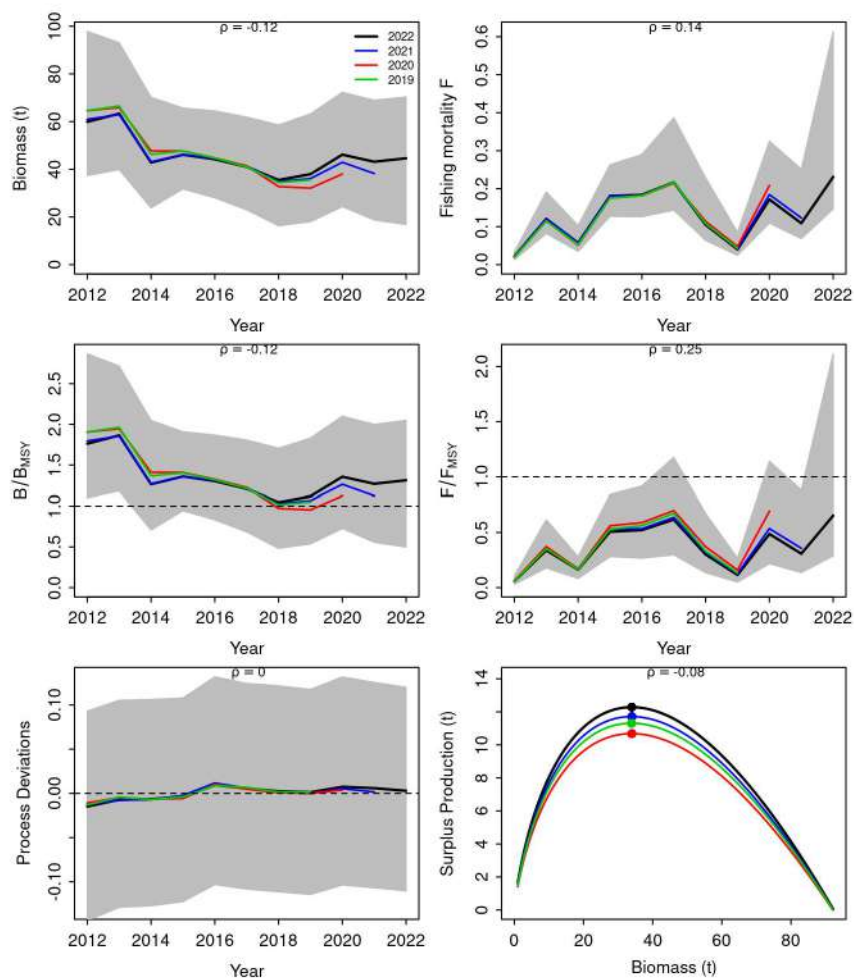 ρ = -0.12
2022
2021
2020
2019
Biomass (t)
0 20 40 60 80 100
2012 2014 2016 2018 2020 2022
Year
ρ = 0.14
Fishing mortality F
0.0 0.1 0.2 0.3 0.4 0.5 0.6
2012 2014 2016 2018 2020 2022
Year
ρ = -0.12
B/BMSY
0.0 0.5 1.0 1.5 2.0 2.5
2012 2014 2016 2018 2020 2022
Year
ρ = 0.25
F/FMSY
0.0 0.5 1.0 1.5 2.0
2012 2014 2016 2018 2020 2022
Year
ρ = 0
Process Deviations
-0.10 0.00 0.10
2012 2014 2016 2018 2020 2022
Year
ρ = -0.08
Surplus Production (t)
0 2 4 6 8 10 12 14
0 20 40 60 80
Biomass (t)